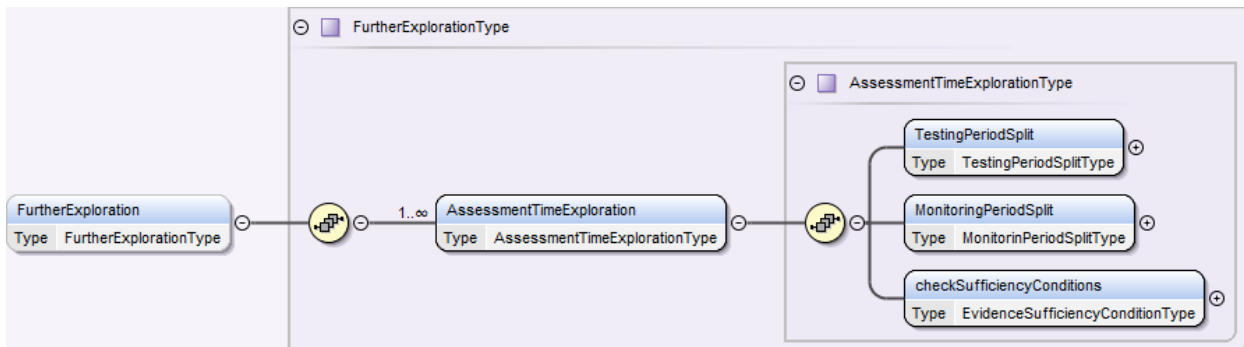 FurtherExplorationType
AssessmentTimeExplorationType
TestingPeriodSplit
Type TestingPeriodSplitType
FurtherExploration
Type FurtherExplorationType
1..∞
AssessmentTimeExploration
Type AssessmentTimeExplorationType
MonitoringPeriodSplit
Type MonitorinPeriodSplitType
checkSufficiencyConditions
Type EvidenceSufficiencyConditionType